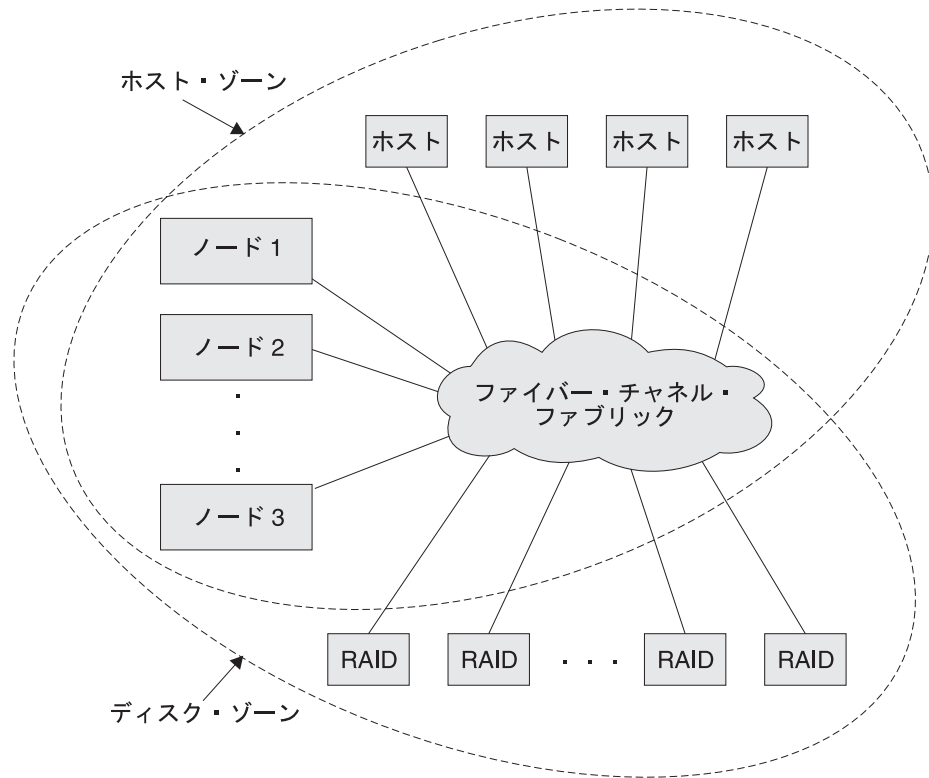 ホスト・ゾーン
ホスト
ホスト
ホスト
ホスト
ノード 1
ノード 2
ファイバー・チャネル・
ファブリック
ノード 3
RAID
RAID
RAID
RAID
ディスク・ゾーン